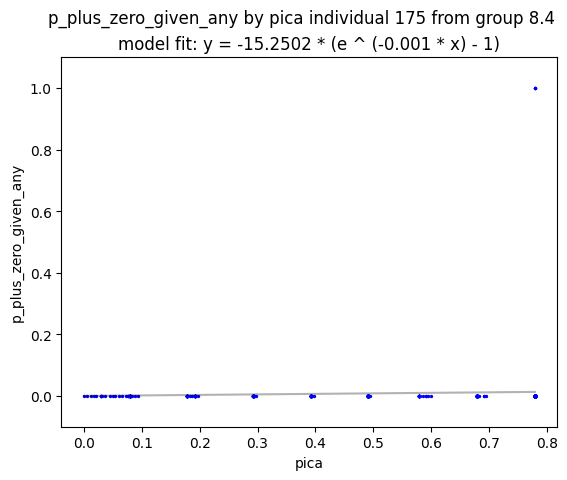 p_plus_zero_given_any by pica individual 175 from group 8.4
model fit: y = -15.2502 * (e ^ (-0.001 * x) - 1)
1.0
0.8
0.6
0.4
0.2
0.0
p_plus_zero_given_any
0.0 0.1 0.2 0.3 0.4 0.5 0.6 0.7 0.8
pica